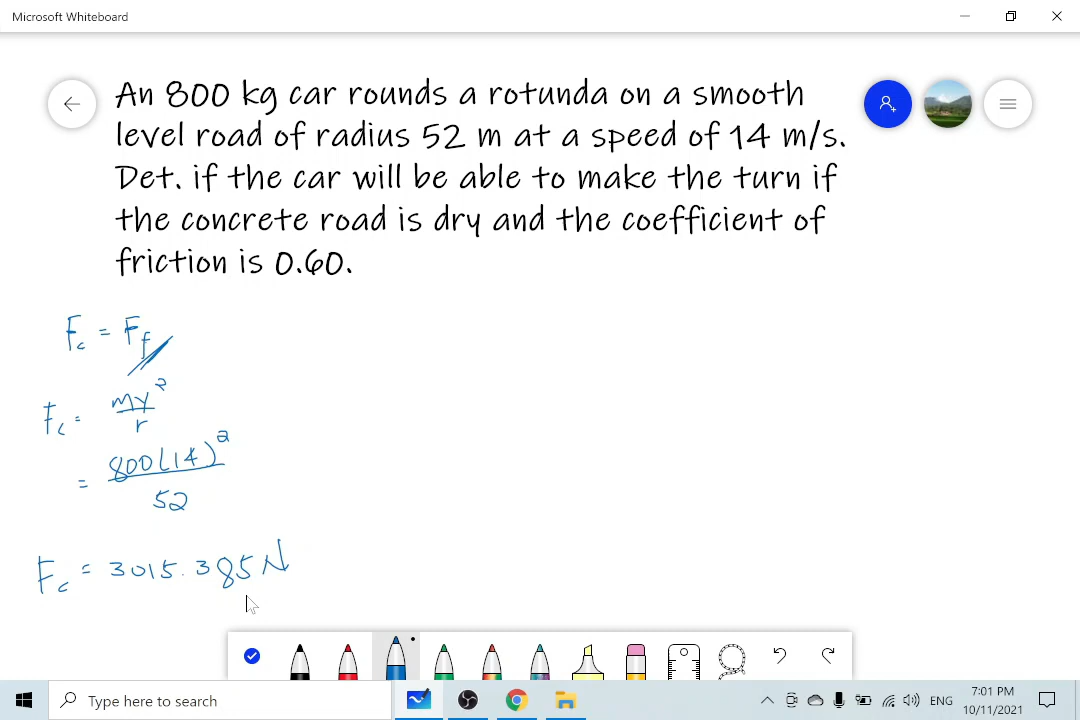 Microsoft Whiteboard
An 800 kg car rounds a rotunda on a smooth
level road of radius 52 m at a speed of 14 m/s.
Det. if the car will be able to make the turn if
the concrete road is dry and the coefficient of
friction is 0.60.
Fc = Ff
Fc = mv²/r
= 800(14)²/52
Fc = 3015.385 N
Type here to search
ENG
7:01 PM
10/11/2021